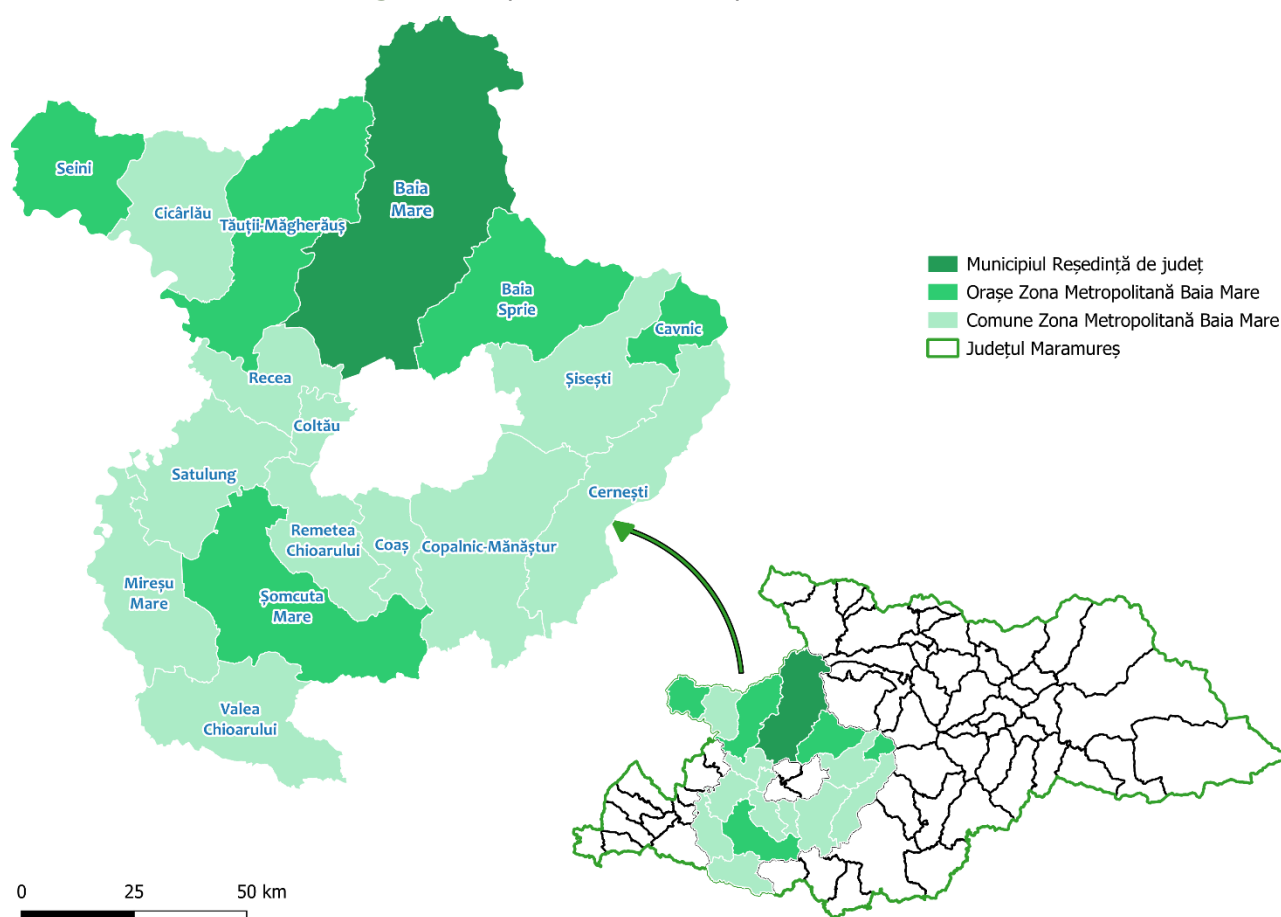 Seini
Cicârlău
Tăuții-Măgherăuș
Baia
Mare
Baia
Sprie
Cavnic
Șisești
Recea
Coltău
Satulung
Cernești
Remetea
Chioarului
Coaș
Copalnic-Mănăștur
Mireșu
Mare
Șomcuta
Mare
Valea
Chioarului
Municipiul Reședință de județ
Orașe Zona Metropolitană Baia Mare
Comune Zona Metropolitană Baia Mare
Județul Maramureș
0 25 50 km